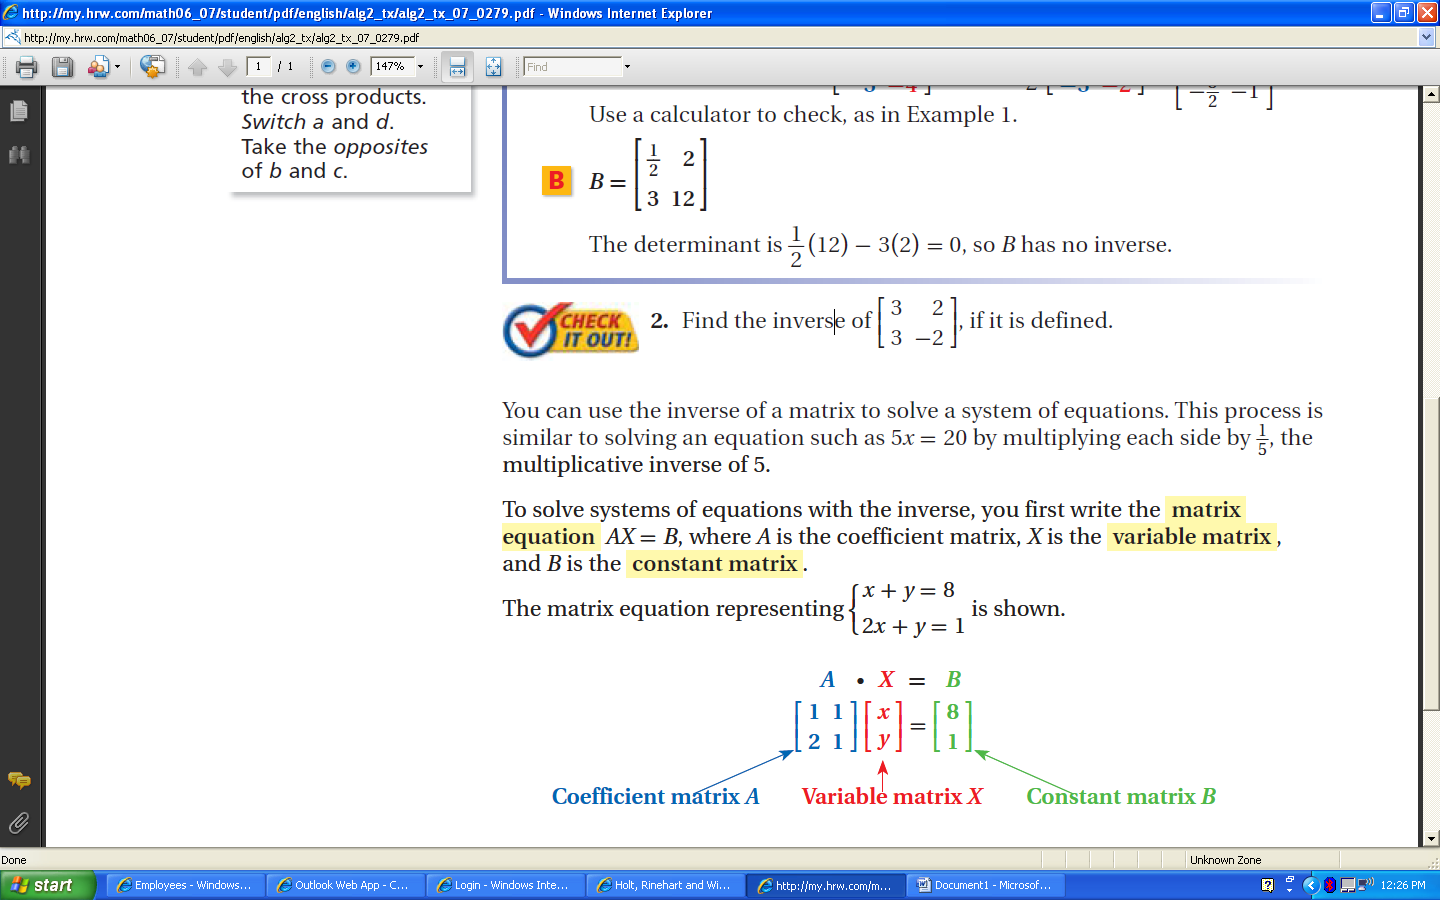 http://my.hrw.com/math06_07/student/pdf/english/alg2_tx/alg2_tx_07_0279.pdf - Windows Internet Explorer
http://my.hrw.com/math06_07/student/pdf/english/alg2_tx/alg2_tx_07_0279.pdf
1 / 1 147% Find
the cross products.
Switch a and d.
Take the opposites
of b and c.
Use a calculator to check, as in Example 1.
B B = [1/2 2
3 12]
The determinant is 1/2(12) − 3(2) = 0, so B has no inverse.
CHECK IT OUT!
2. Find the inverse of [3 2
3 −2], if it is defined.
You can use the inverse of a matrix to solve a system of equations. This process is
similar to solving an equation such as 5x = 20 by multiplying each side by 1/5, the
multiplicative inverse of 5.
To solve systems of equations with the inverse, you first write the matrix
equation AX = B, where A is the coefficient matrix, X is the variable matrix,
and B is the constant matrix.
The matrix equation representing {x + y = 8
2x + y = 1 is shown.
A • X = B
[1 1
2 1] [x
y] = [8
1]
Coefficient matrix A Variable matrix X Constant matrix B
Done Unknown Zone
start Employees - Windows... Outlook Web App - C... Login - Windows Inte... Holt, Rinehart and Wi... http://my.hrw.com/m... Document1 - Microsof... 12:26 PM